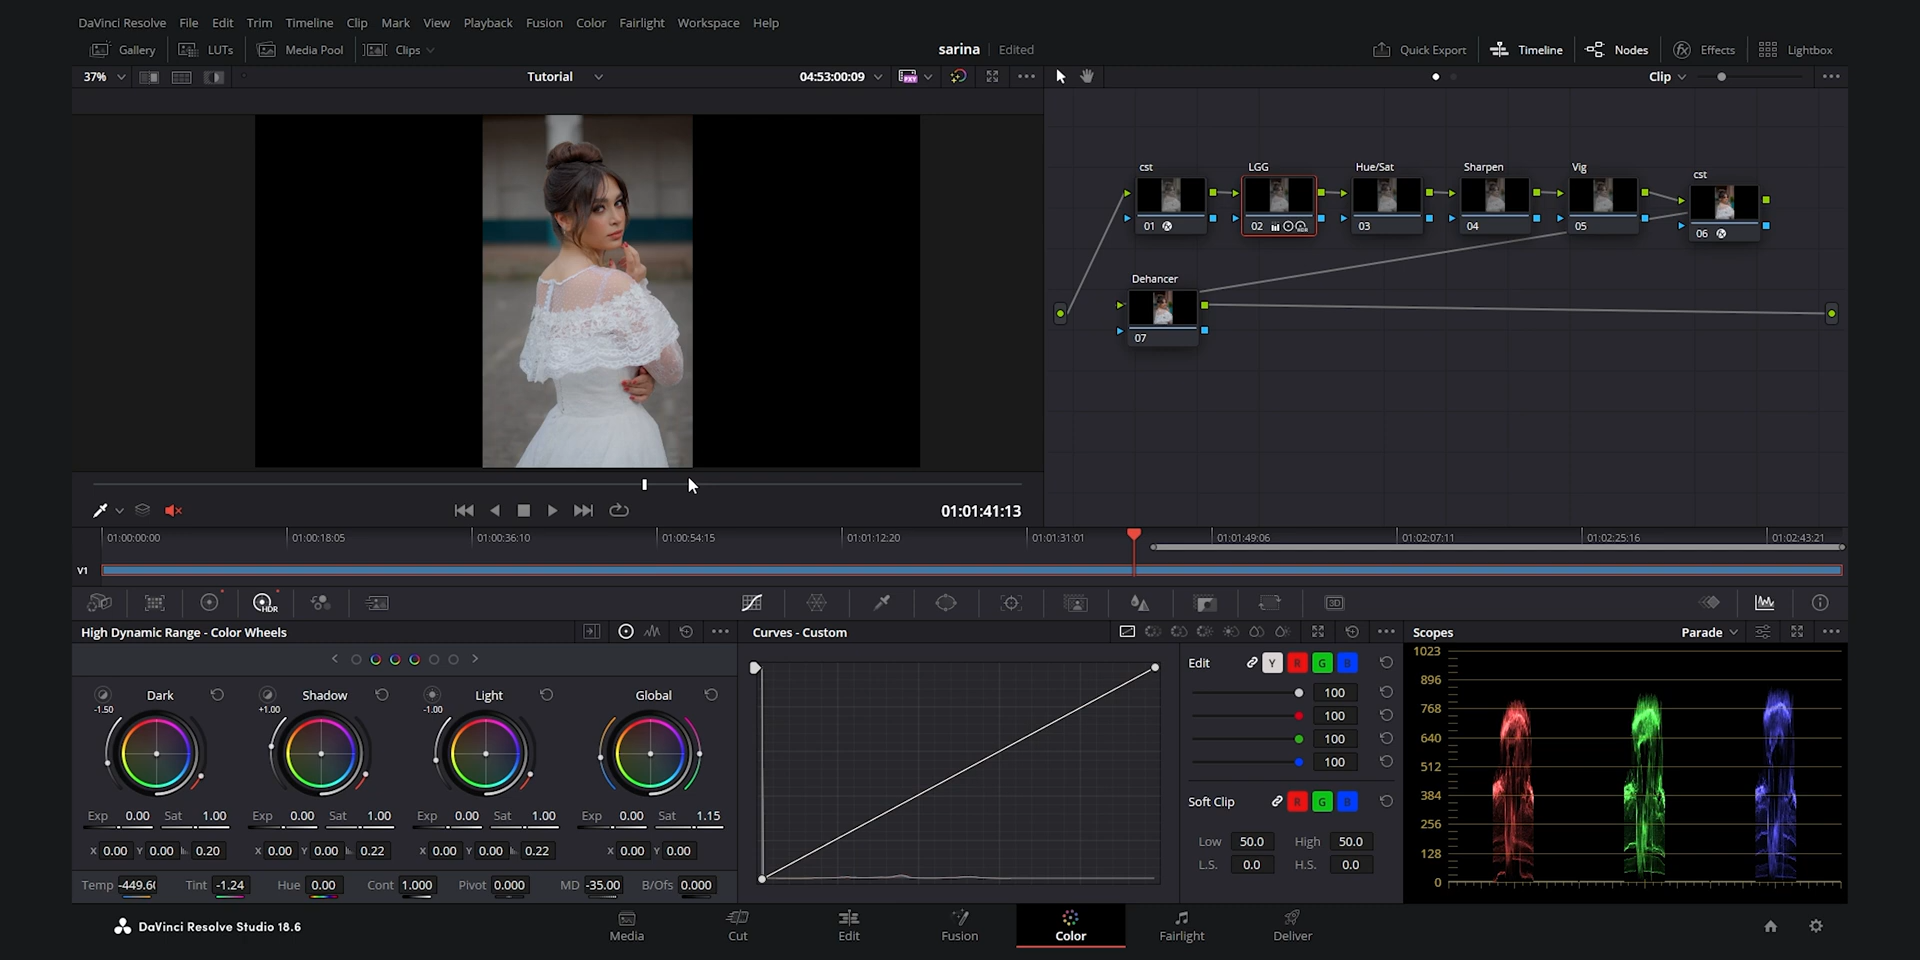 DaVinci Resolve File Edit Trim Timeline Clip Mark View Playback Fusion Color Fairlight Workspace Help
Gallery LUTs Media Pool Clips sarina Edited Quick Export Timeline Nodes Effects Lightbox
37% Tutorial 04:53:00:09 Clip
cst LGG Hue/Sat Sharpen Vig cst
01 02 03 04 05 06
Dehancer
07
01:01:41:13
01:00:00:00 01:00:18:05 01:00:36:10 01:00:54:15 01:01:12:20 01:01:31:01 01:01:49:06 01:02:07:11 01:02:25:16 01:02:43:21
V1
HDR 3D
High Dynamic Range - Color Wheels Curves - Custom Scopes Parade
Dark Shadow Light Global
-1.50 +1.00 -1.00
Exp 0.00 Sat 1.00 Exp 0.00 Sat 1.00 Exp 0.00 Sat 1.00 Exp 0.00 Sat 1.15
X 0.00 Y 0.00 0.20 X 0.00 Y 0.00 0.22 X 0.00 Y 0.00 0.22 X 0.00 Y 0.00
Temp -449.60 Tint -1.24 Hue 0.00 Cont 1.000 Pivot 0.000 MD -35.00 B/Ofs 0.000
Edit Y R G B
100
100
100
100
Soft Clip R G B
Low 50.0 High 50.0
L.S. 0.0 H.S. 0.0
1023
896
768
640
512
384
256
128
0
DaVinci Resolve Studio 18.6
Media Cut Edit Fusion Color Fairlight Deliver